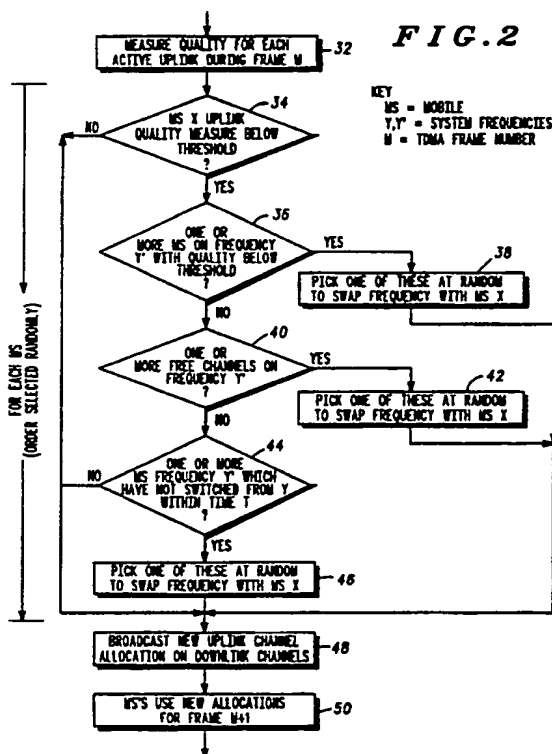 FIG.2
MEASURE QUALITY FOR EACH
ACTIVE UPLINK DURING FRAME M
32
KEY
MS = MOBILE
Y,Y' = SYSTEM FREQUENCIES
M = TDMA FRAME NUMBER
34
MS X UPLINK
QUALITY MEASURE BELOW
THRESHOLD
?
NO
YES
36
ONE OR
MORE MS ON FREQUENCY
Y' WITH QUALITY BELOW
THRESHOLD
?
YES
38
PICK ONE OF THESE AT RANDOM
TO SWAP FREQUENCY WITH MS X
NO
40
ONE OR
MORE FREE CHANNELS ON
FREQUENCY Y'
?
YES
42
PICK ONE OF THESE AT RANDOM
TO SWAP FREQUENCY WITH MS X
NO
FOR EACH MS
(ORDER SELECTED RANDOMLY)
44
ONE OR MORE
MS FREQUENCY Y' WHICH
HAVE NOT SWITCHED FROM Y
WITHIN TIME T
?
NO
YES
PICK ONE OF THESE AT RANDOM
TO SWAP FREQUENCY WITH MS X
46
BROADCAST NEW UPLINK CHANNEL
ALLOCATION ON DOWNLINK CHANNELS
48
MS'S USE NEW ALLOCATIONS
FOR FRAME M+1
50